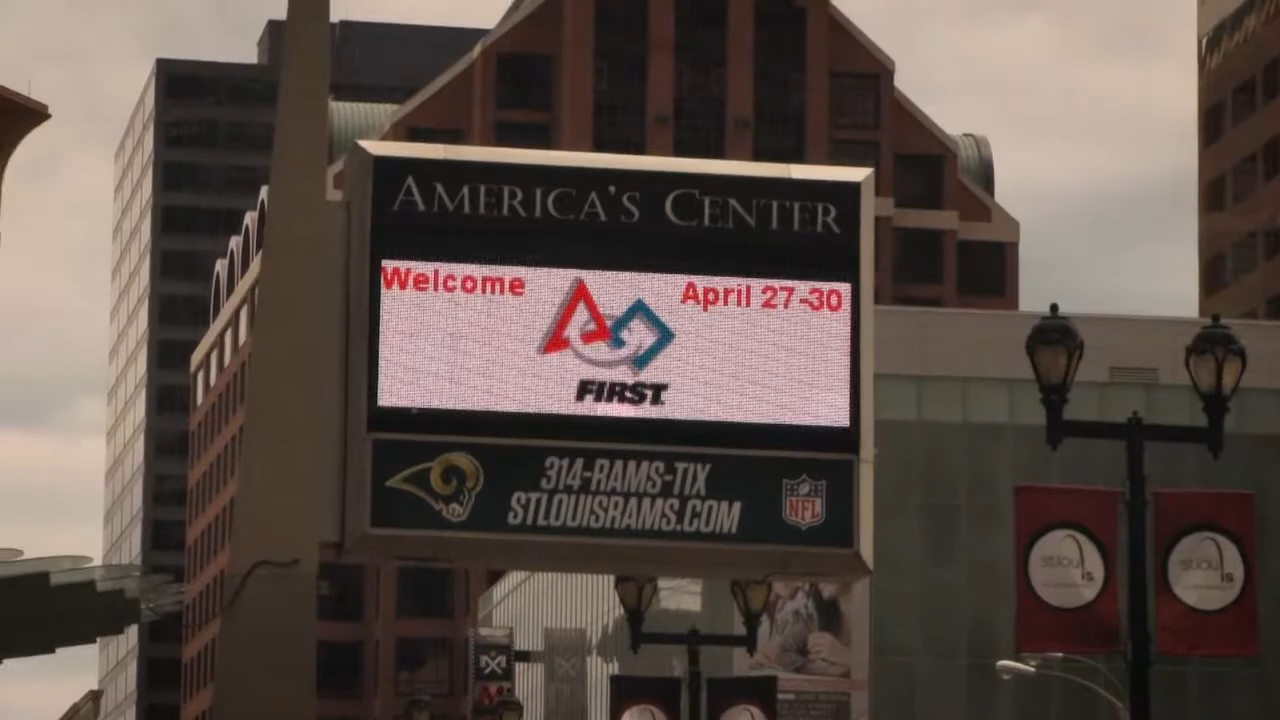 AMERICA'S CENTER
Welcome
April 27-30
FIRST
314-RAMS-TIX
STLOUISRAMS.COM
NFL
stlouis
stlouis